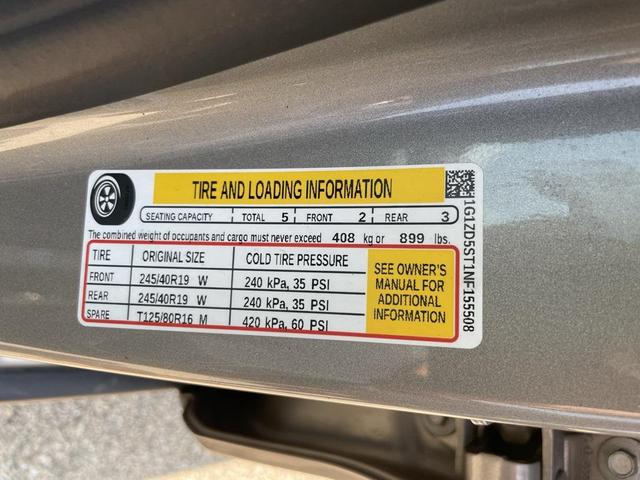 TIRE AND LOADING INFORMATION
SEATING CAPACITY TOTAL 5 FRONT 2 REAR 3
The combined weight of occupants and cargo must never exceed 408 kg or 899 lbs.
TIRE ORIGINAL SIZE COLD TIRE PRESSURE
FRONT 245/40R19 W 240 kPa, 35 PSI
REAR 245/40R19 W 240 kPa, 35 PSI
SPARE T125/80R16 M 420 kPa, 60 PSI
SEE OWNER'S
MANUAL FOR
ADDITIONAL
INFORMATION
1G1ZD5ST1NF155508